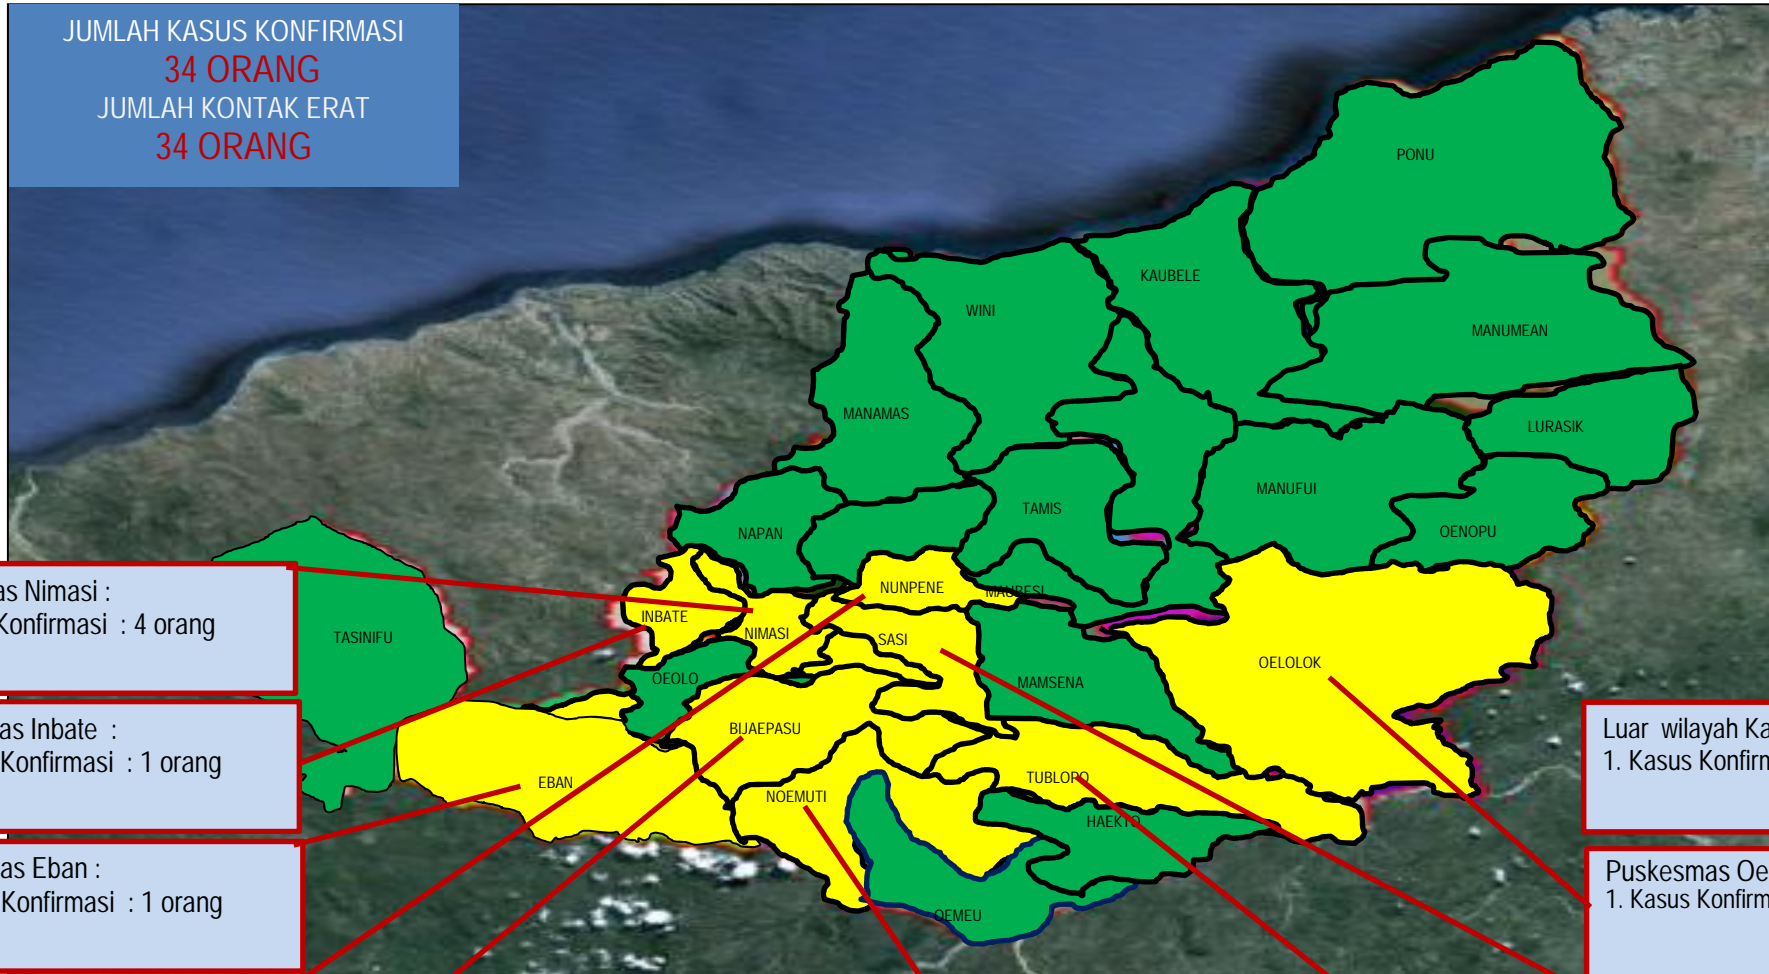 JUMLAH KASUS KONFIRMASI
34 ORANG
JUMLAH KONTAK ERAT
34 ORANG
PONU
KAUBELE
WINI
MANUMEAN
MANAMAS
LURASIK
MANUFUI
TAMIS
OENOPU
NAPAN
NUNPENE
MAUBESI
INBATE
NIMASI
SASI
TASINIFU
OELOLOK
OEOLO
MAMSENA
BIJAEPASU
EBAN
TUBLOPO
NOEMUTI
HAEKTO
OEMEU
as Nimasi :
Konfirmasi : 4 orang
as Inbate :
Konfirmasi : 1 orang
as Eban :
Konfirmasi : 1 orang
Luar wilayah Ka
1. Kasus Konfirm
Puskesmas Oe
1. Kasus Konfirm